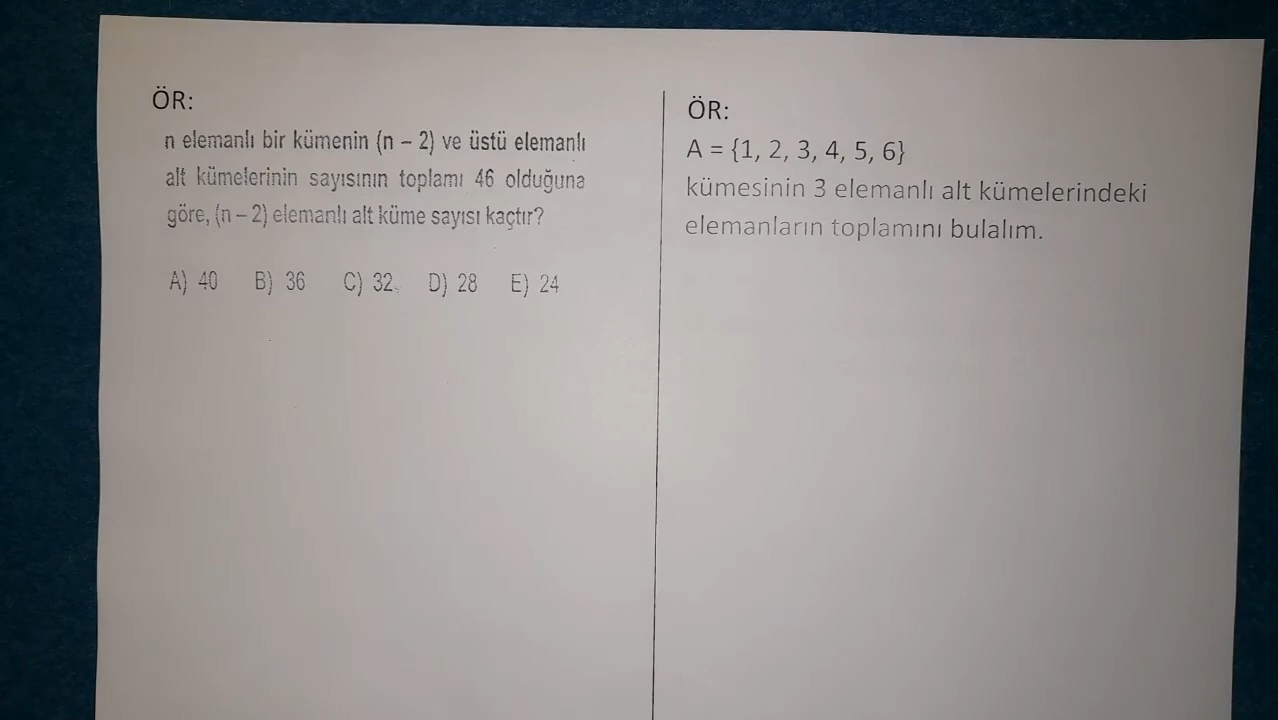 ÖR:
n elemanlı bir kümenin (n – 2) ve üstü elemanlı
alt kümelerinin sayısının toplamı 46 olduğuna
göre, (n – 2) elemanlı alt küme sayısı kaçtır?
A) 40 B) 36 C) 32 D) 28 E) 24
ÖR:
A = {1, 2, 3, 4, 5, 6}
kümesinin 3 elemanlı alt kümelerindeki
elemanların toplamını bulalım.